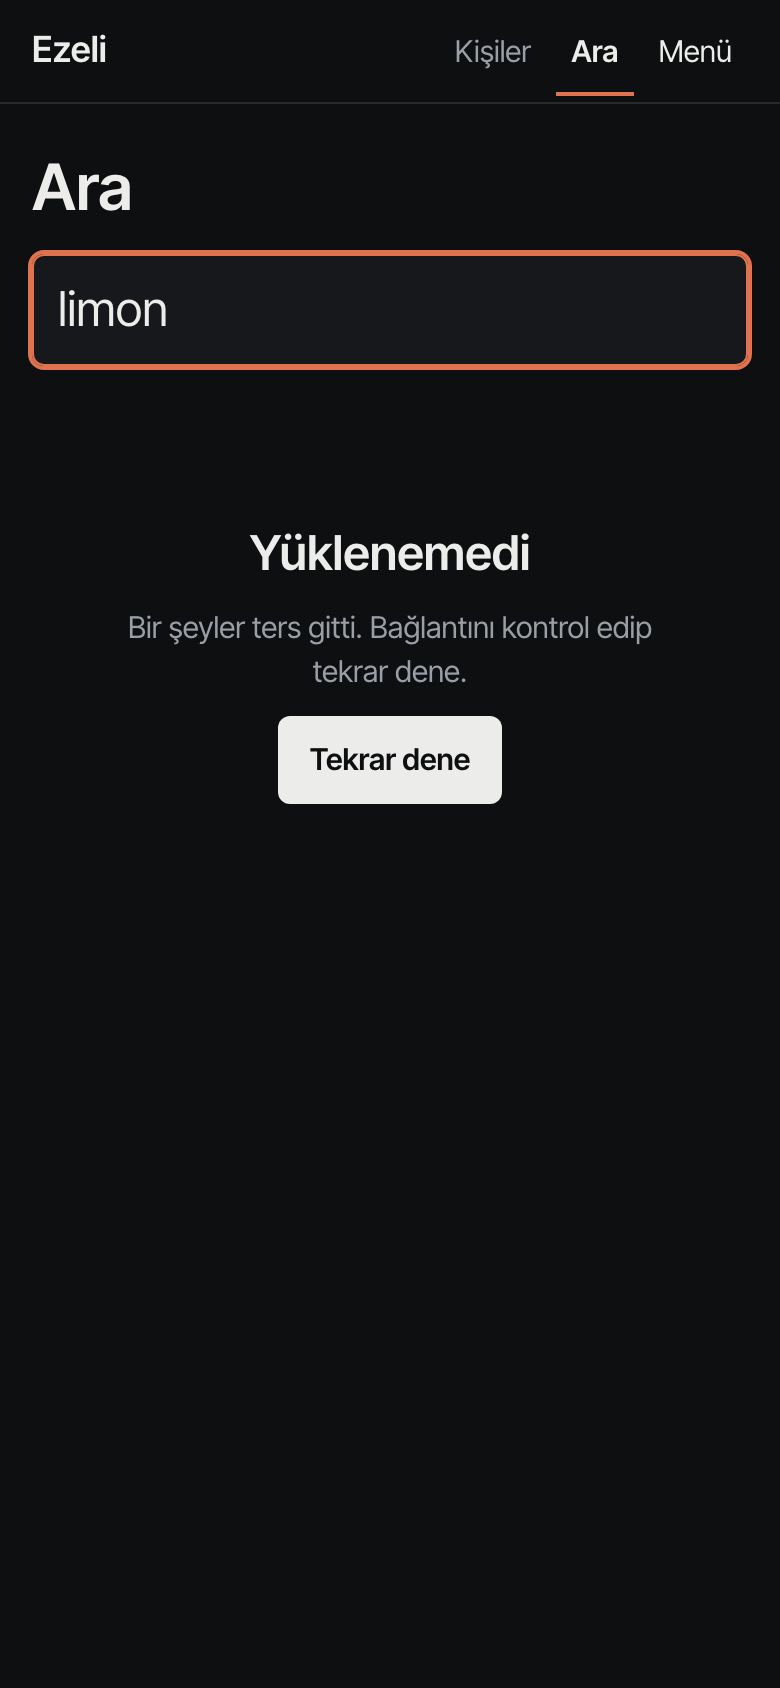 Ezeli
Kişiler Ara Menü
Ara
limon
Yüklenemedi
Bir şeyler ters gitti. Bağlantını kontrol edip
tekrar dene.
Tekrar dene